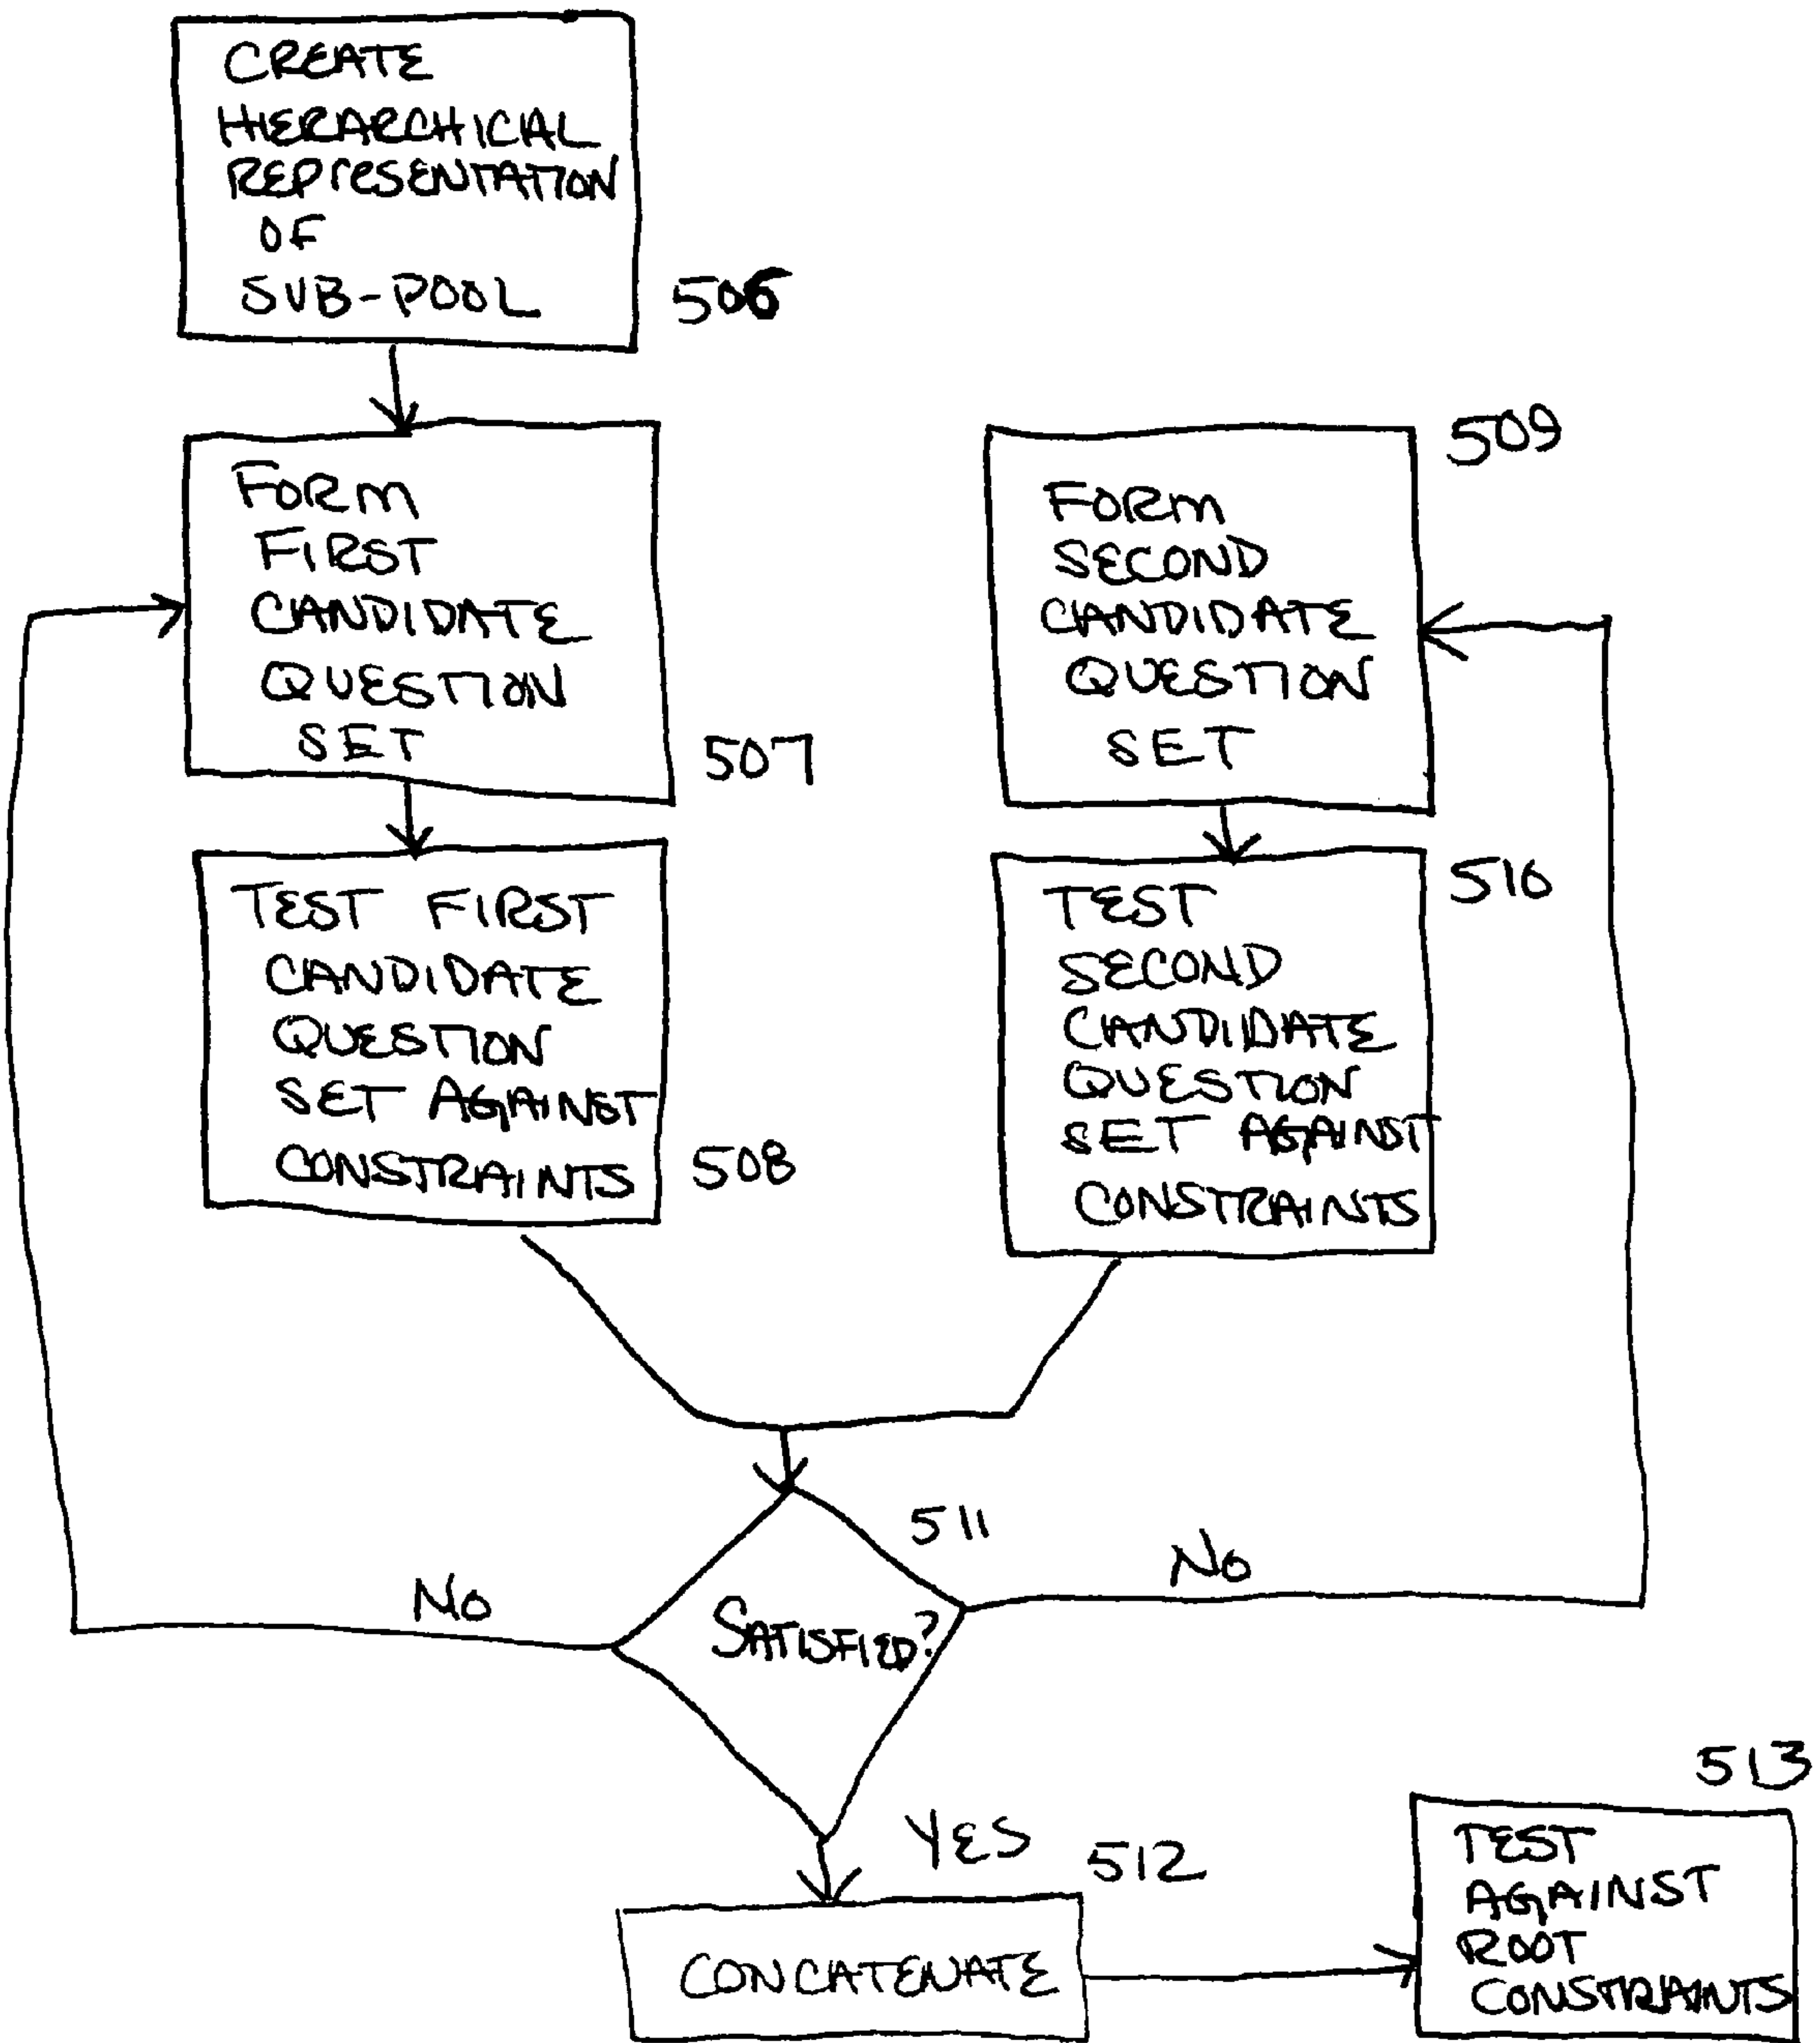 CREATE
HIERARCHICAL
REPresENTATION
OF
SUB-POOL
506
FORM
FIRST
CANDIDATE
QUESTION
SET
507
509
FORM
SECOND
CANDIDATE
QUESTION
SET
TEST FIRST
CANDIDATE
QUESTION
SET AGAINST
CONSTRAINTS
508
510
TEST
SECOND
CANDIDATE
QUESTION
SET AGAINST
CONSTRAINTS
511
No
No
SATISFIED?
YES
512
CONCATENATE
513
TEST
AGAINST
ROOT
CONSTRAINTS